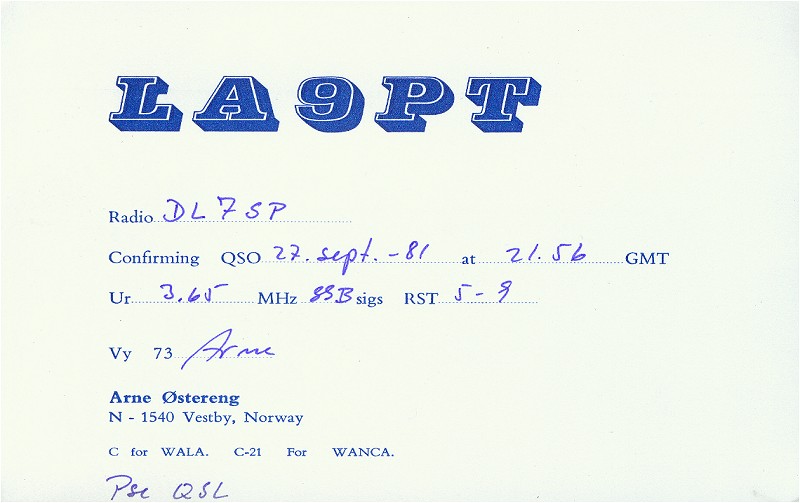 LA9PT
Radio DL7SP
Confirming QSO 27. sept. - 81 at 21.56 GMT
Ur 3.65 MHz SSB sigs RST 5 - 9
Vy 73 Arne
Arne Østereng
N - 1540 Vestby, Norway
C for WALA. C-21 For WANCA.
Pse QSL